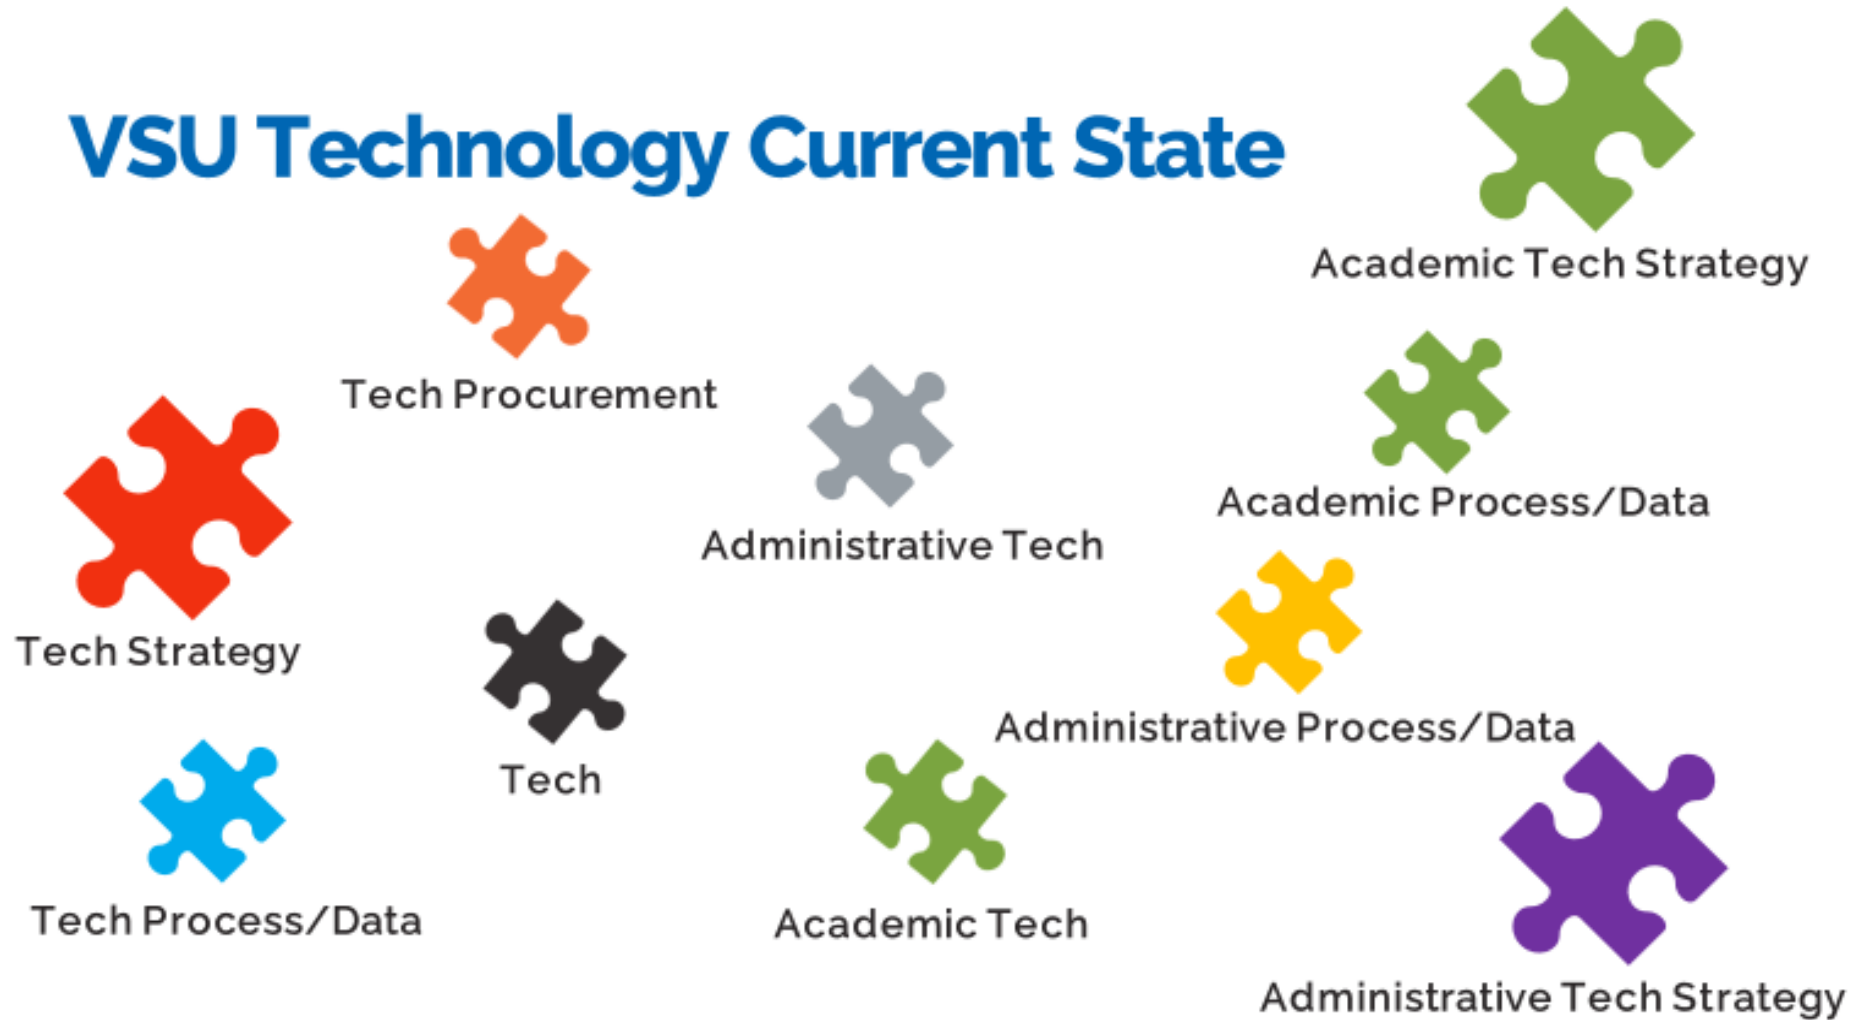 VSU Technology Current State
Academic Tech Strategy
Tech Procurement
Academic Process/Data
Administrative Tech
Tech Strategy
Administrative Process/Data
Tech
Tech Process/Data
Academic Tech
Administrative Tech Strategy